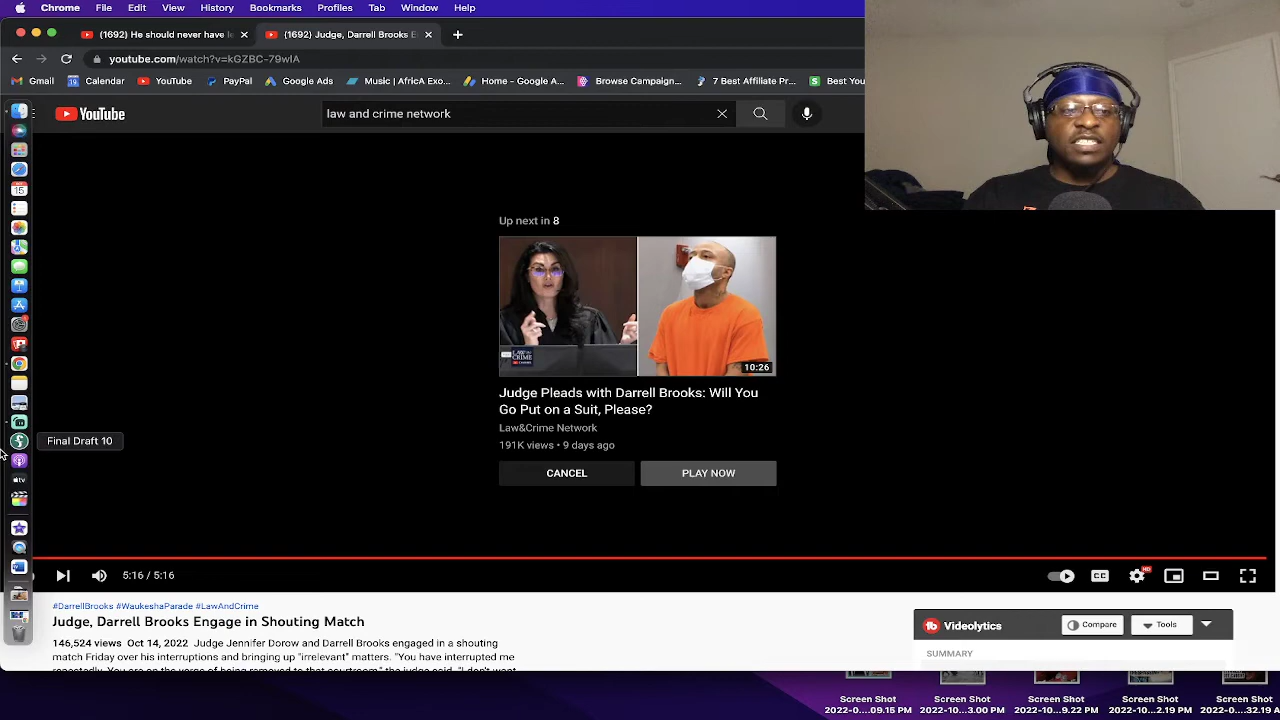 Chrome File Edit View History Bookmarks Profiles Tab Window Help
(1692) He should never have le
(1692) Judge, Darrell Brooks E
youtube.com/watch?v=kGZBC-79wIA
Gmail Calendar YouTube PayPal Google Ads Music | AfricA Exo... Home - Google A... Browse Campaign... 7 Best Affiliate Pr... Best You
YouTube
law and crime network
Up next in 8
LAW&
CRIME
10:26
Judge Pleads with Darrell Brooks: Will You
Go Put on a Suit, Please?
Law&Crime Network
191K views • 9 days ago
CANCEL PLAY NOW
15
Final Draft 10
tv
5:16 / 5:16
CC
HD
#DarrellBrooks #WaukeshaParade #LawAndCrime
Judge, Darrell Brooks Engage in Shouting Match
146,524 views Oct 14, 2022 Judge Jennifer Dorow and Darrell Brooks engaged in a shouting
match Friday over his interruptions and bringing up "irrelevant" matters. "You have interrupted me
Videolytics
Compare
Tools
SUMMARY
Screen Shot
2022-0....09.15 PM
Screen Shot
2022-10...3.00 PM
Screen Shot
2022-10...9.22 PM
Screen Shot
2022-10...2.19 PM
Screen Shot
2022-0....32.19 A